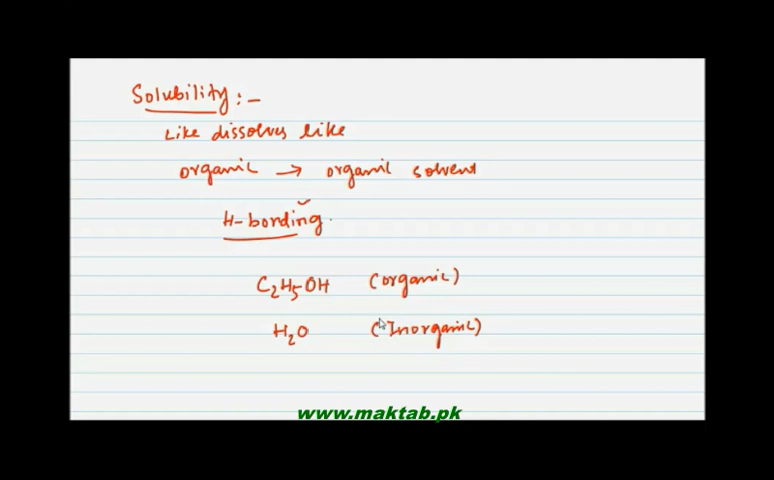 Solubility:-
Like dissolves like
organic → organic solvent
H-bonding.
C₂H₅OH (organic)
H₂O (Inorganic)
www.maktab.pk